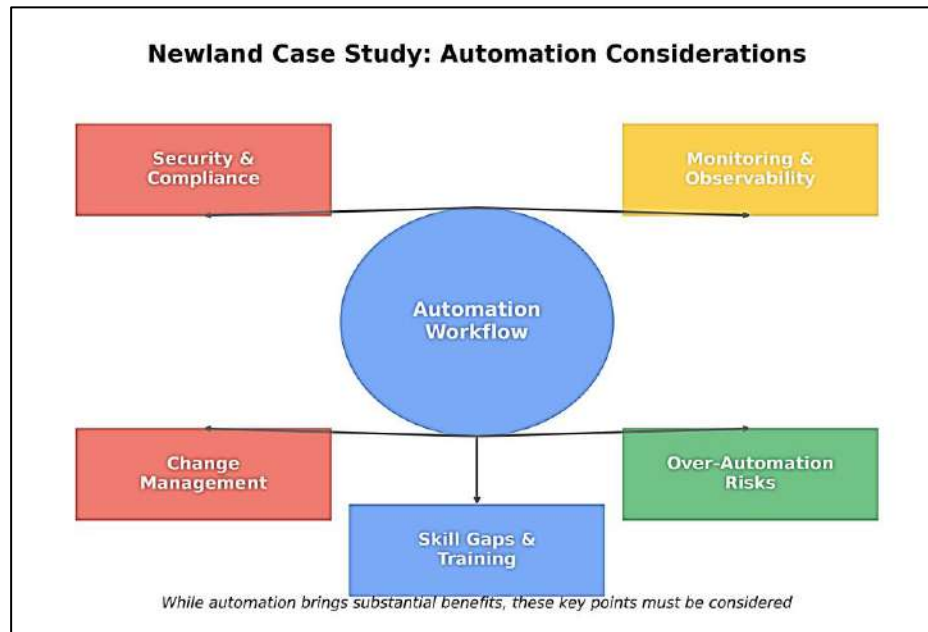 Newland Case Study: Automation Considerations
Security &
Compliance
Monitoring &
Observability
Automation
Workflow
Change
Management
Over-Automation
Risks
Skill Gaps &
Training
While automation brings substantial benefits, these key points must be considered